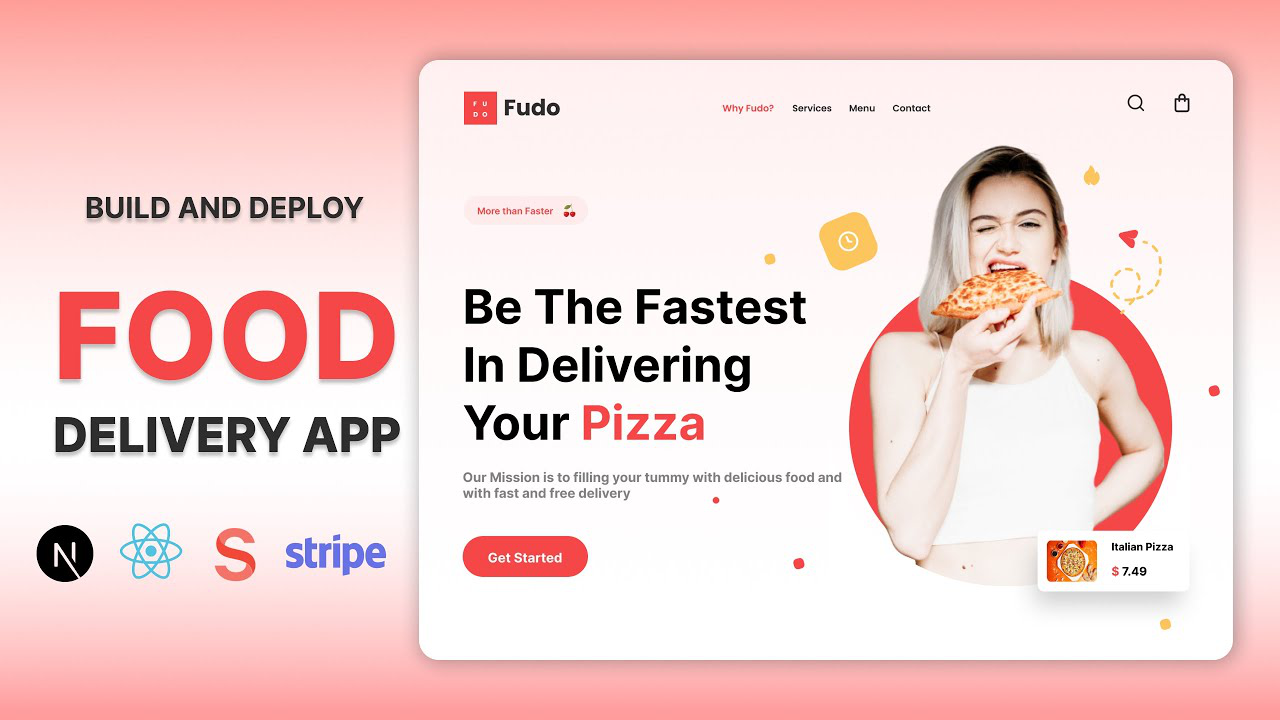 BUILD AND DEPLOY
FOOD
DELIVERY APP
N
S
stripe
FU
DO
Fudo
Why Fudo?
Services
Menu
Contact
More than Faster
Be The Fastest
In Delivering
Your Pizza
Our Mission is to filling your tummy with delicious food and
with fast and free delivery
Get Started
Italian Pizza
$ 7.49